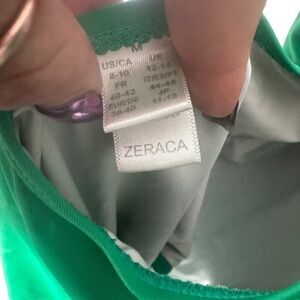 M
US/CA UK
8-10 12-14
FR IT/ES/PT
40-42 44-46
EUR/DE JP
38-40
ZERACA